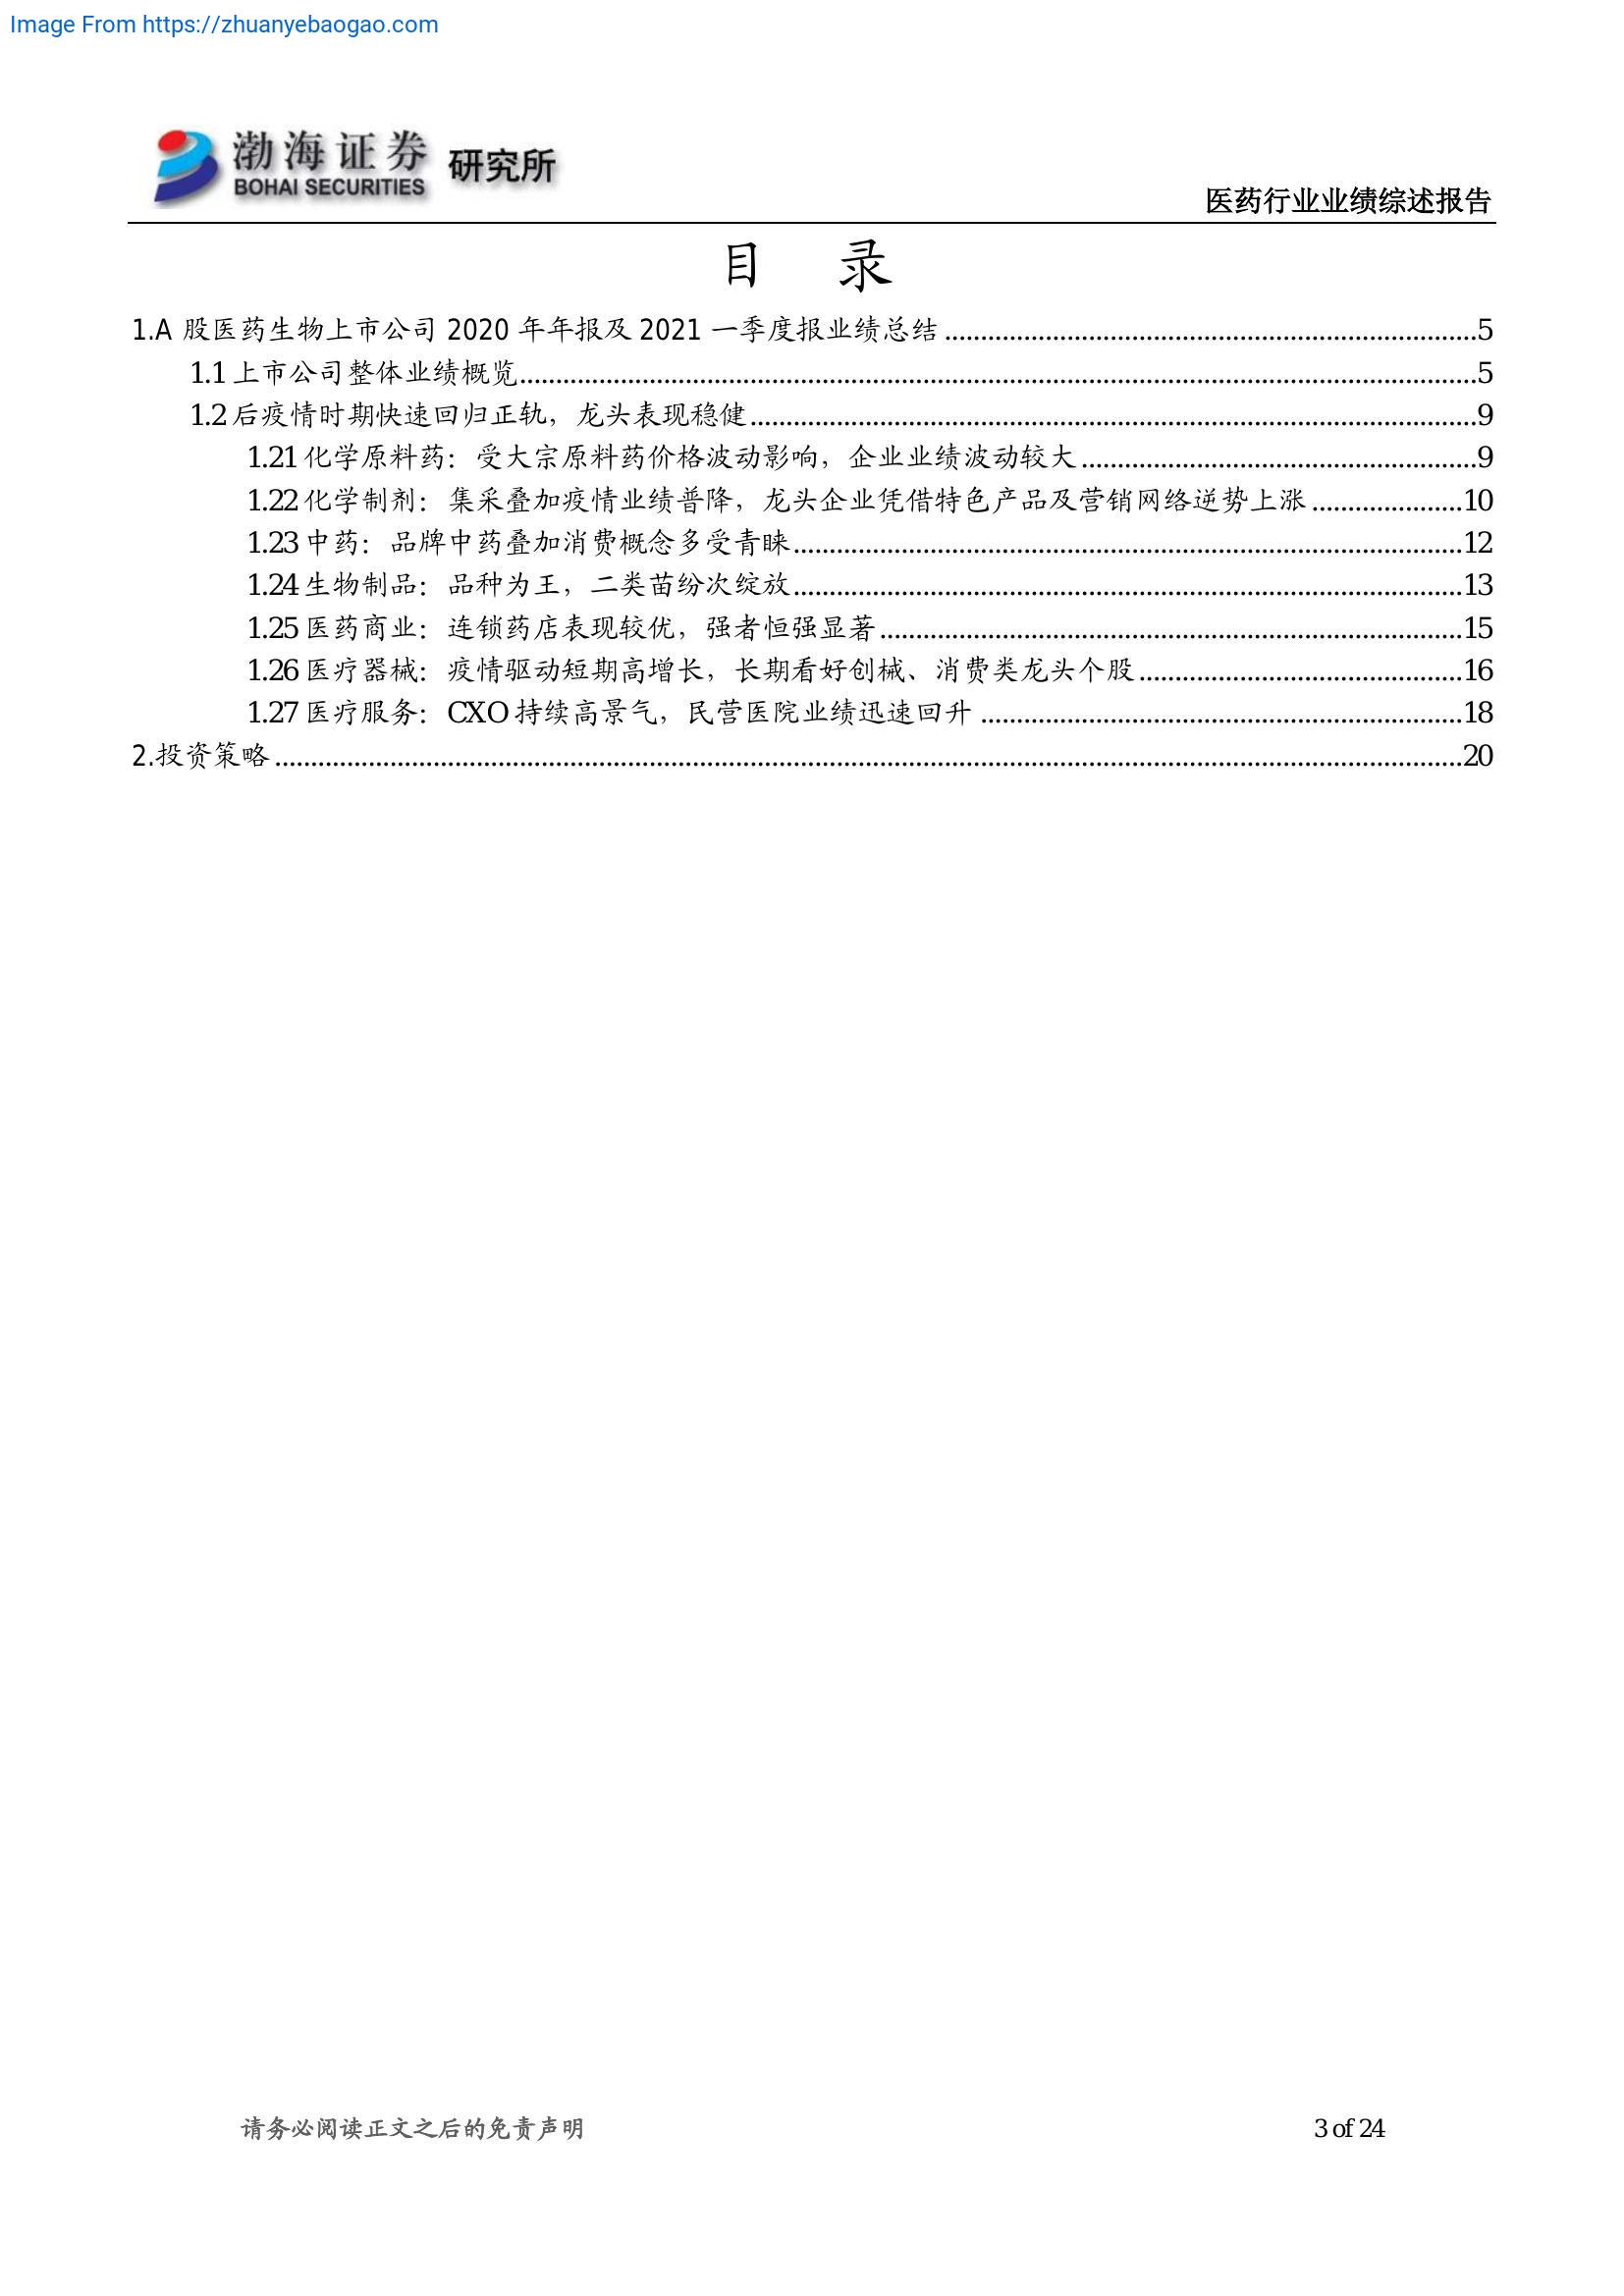 Image From https://zhuanyebaogao.com
渤海证券 研究所
BOHAI SECURITIES
医药行业业绩综述报告
目 录
1.A 股医药生物上市公司 2020 年年报及 2021 一季度报业绩总结 ..........5
1.1 上市公司整体业绩概览..........5
1.2 后疫情时期快速回归正轨，龙头表现稳健..........9
1.21 化学原料药：受大宗原料药价格波动影响，企业业绩波动较大..........9
1.22 化学制剂：集采叠加疫情业绩普降，龙头企业凭借特色产品及营销网络逆势上涨..........10
1.23 中药：品牌中药叠加消费概念多受青睐..........12
1.24 生物制品：品种为王，二类苗纷次绽放..........13
1.25 医药商业：连锁药店表现较优，强者恒强显著..........15
1.26 医疗器械：疫情驱动短期高增长，长期看好创械、消费类龙头个股..........16
1.27 医疗服务：CXO 持续高景气，民营医院业绩迅速回升 ..........18
2.投资策略..........20
请务必阅读正文之后的免责声明
3 of 24